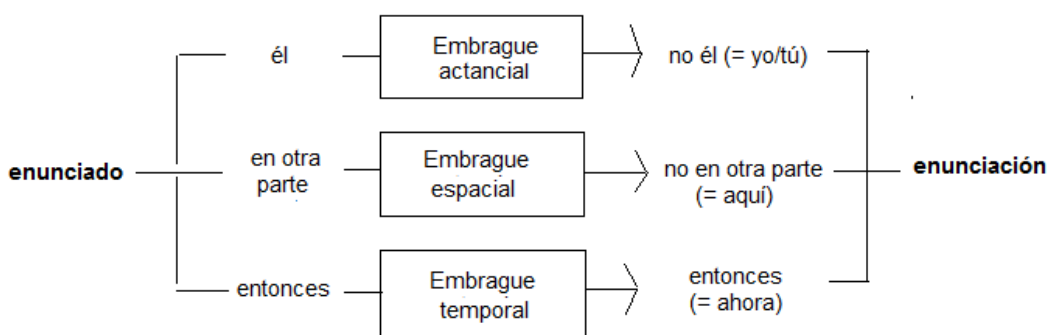 enunciado
él
Embrague
actancial
no él (= yo/tú)
en otra
parte
Embrague
espacial
no en otra parte
(= aquí)
entonces
Embrague
temporal
entonces
(= ahora)
enunciación